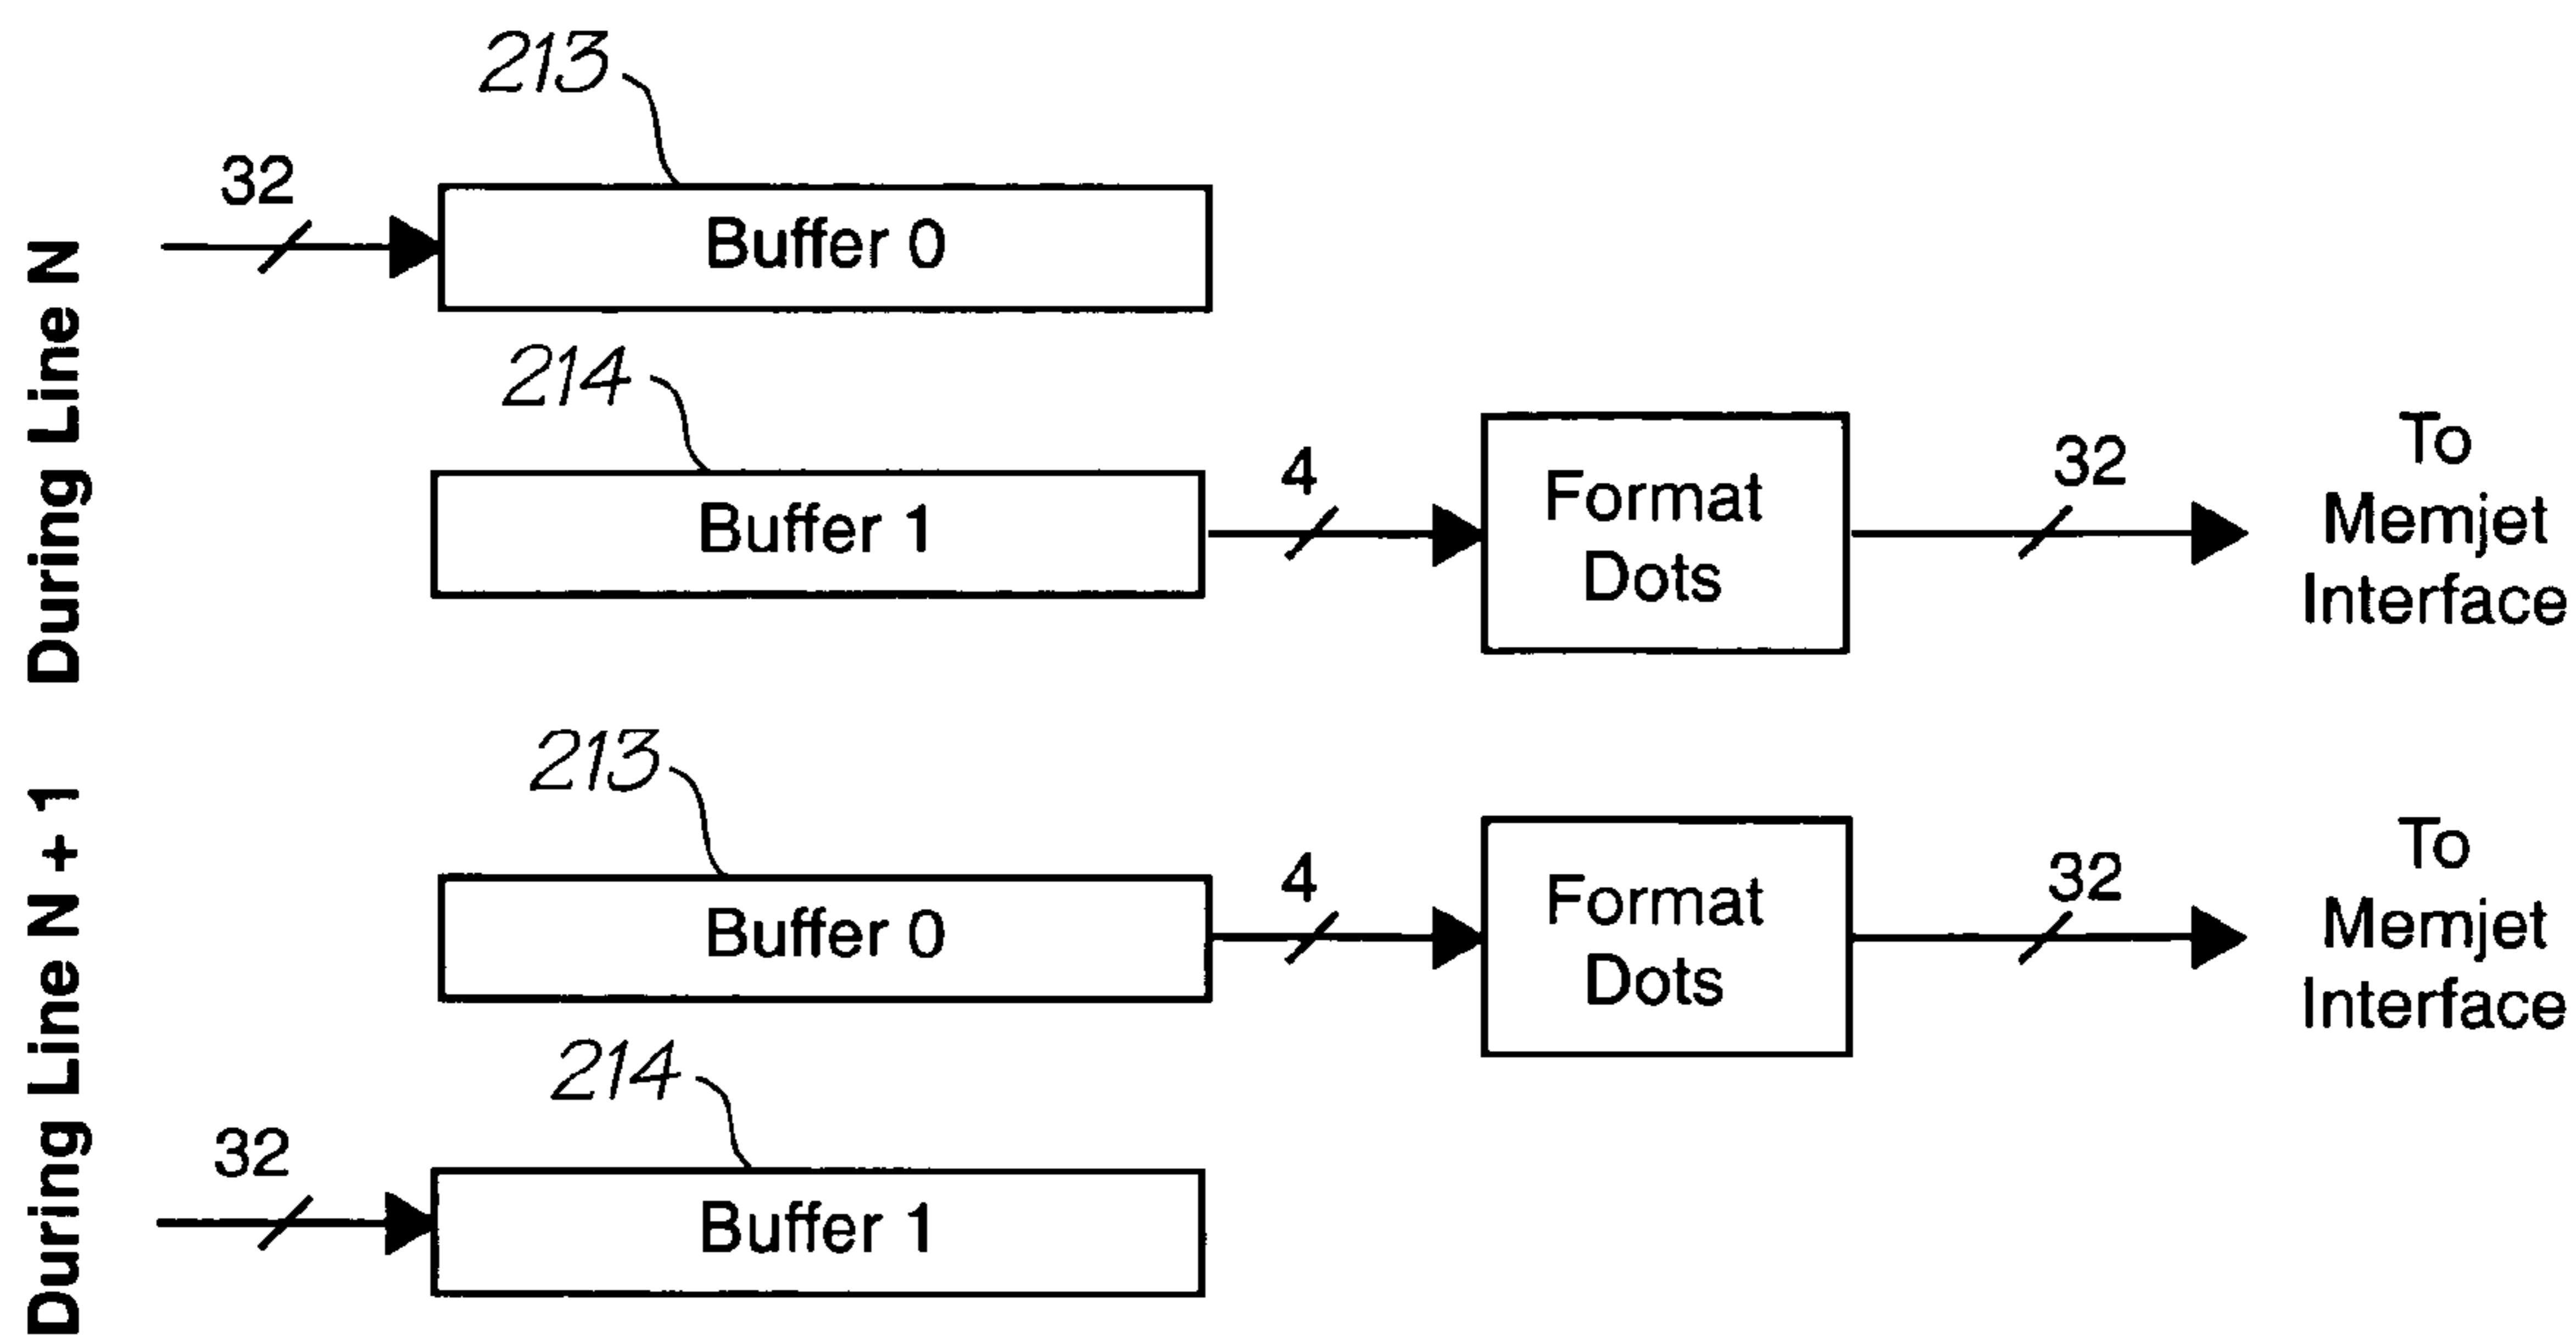 During Line N
213
32
Buffer 0
214
Buffer 1
4
Format
Dots
32
To
Memjet
Interface
During Line N + 1
213
Buffer 0
4
Format
Dots
32
To
Memjet
Interface
214
32
Buffer 1